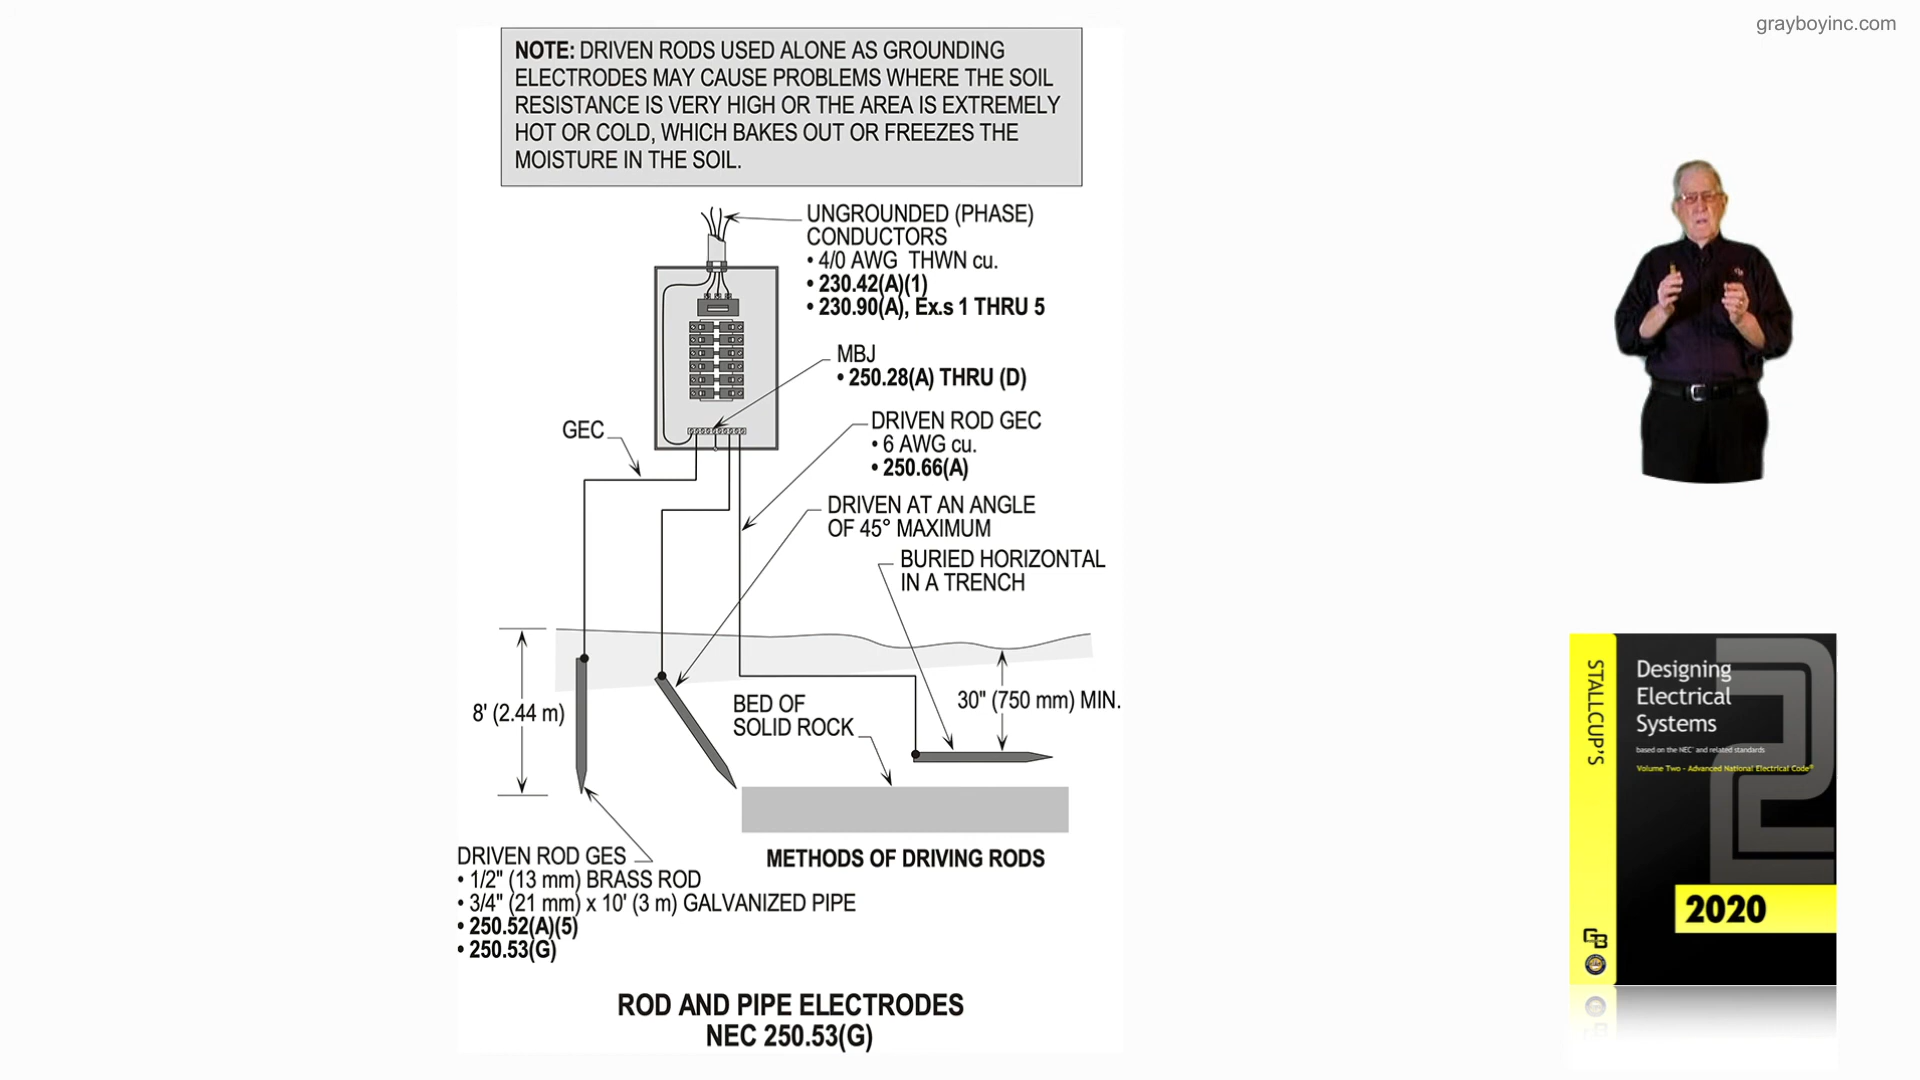 grayboyinc.com
NOTE: DRIVEN RODS USED ALONE AS GROUNDING
ELECTRODES MAY CAUSE PROBLEMS WHERE THE SOIL
RESISTANCE IS VERY HIGH OR THE AREA IS EXTREMELY
HOT OR COLD, WHICH BAKES OUT OR FREEZES THE
MOISTURE IN THE SOIL.
UNGROUNDED (PHASE)
CONDUCTORS
• 4/0 AWG THWN cu.
• 230.42(A)(1)
• 230.90(A), Ex.s 1 THRU 5
MBJ
• 250.28(A) THRU (D)
GEC
DRIVEN ROD GEC
• 6 AWG cu.
• 250.66(A)
DRIVEN AT AN ANGLE
OF 45° MAXIMUM
BURIED HORIZONTAL
IN A TRENCH
8' (2.44 m)
BED OF
SOLID ROCK
30" (750 mm) MIN.
DRIVEN ROD GES
• 1/2" (13 mm) BRASS ROD
• 3/4" (21 mm) x 10' (3 m) GALVANIZED PIPE
• 250.52(A)(5)
• 250.53(G)
METHODS OF DRIVING RODS
ROD AND PIPE ELECTRODES
NEC 250.53(G)
STALLCUP'S
Designing
Electrical
Systems
based on the NEC® and related standards
Volume Two - Advanced National Electrical Code®
2
2020
GB